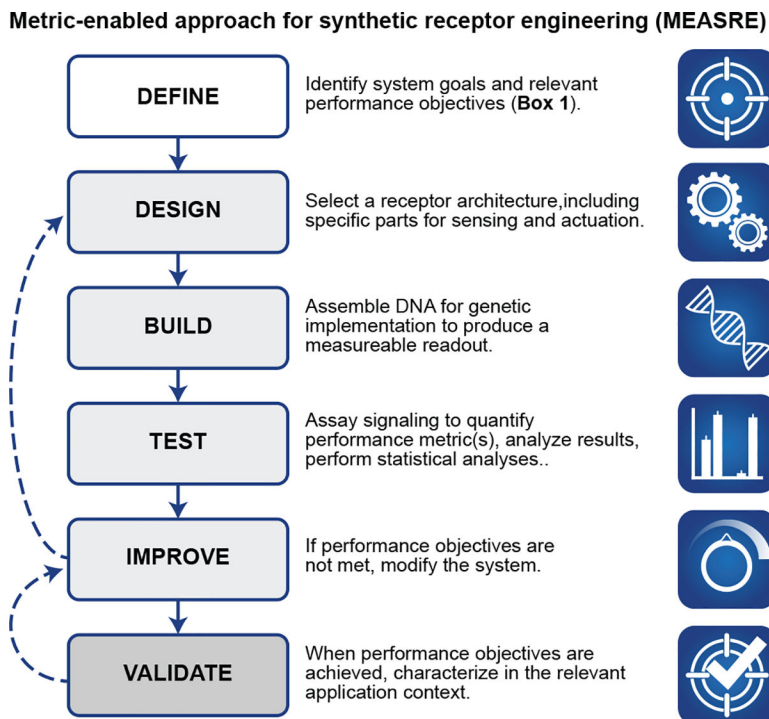 Metric-enabled approach for synthetic receptor engineering (MEASRE)
DEFINE
Identify system goals and relevant
performance objectives (Box 1).
DESIGN
Select a receptor architecture,including
specific parts for sensing and actuation.
BUILD
Assemble DNA for genetic
implementation to produce a
measureable readout.
TEST
Assay signaling to quantify
performance metric(s), analyze results,
perform statistical analyses..
IMPROVE
If performance objectives are
not met, modify the system.
VALIDATE
When performance objectives are
achieved, characterize in the relevant
application context.